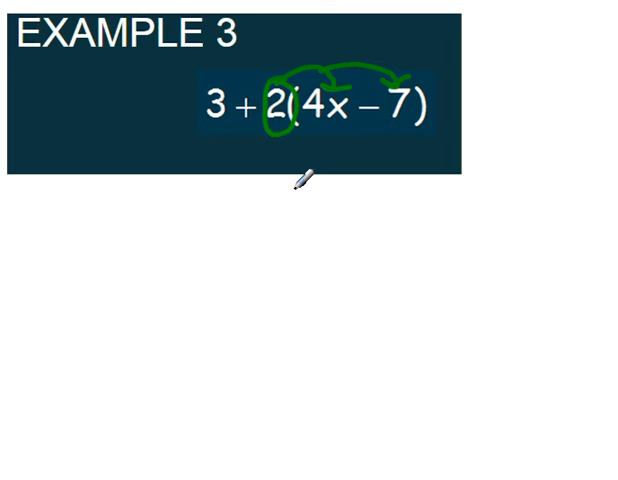 EXAMPLE 3
3 + 2(4x – 7)